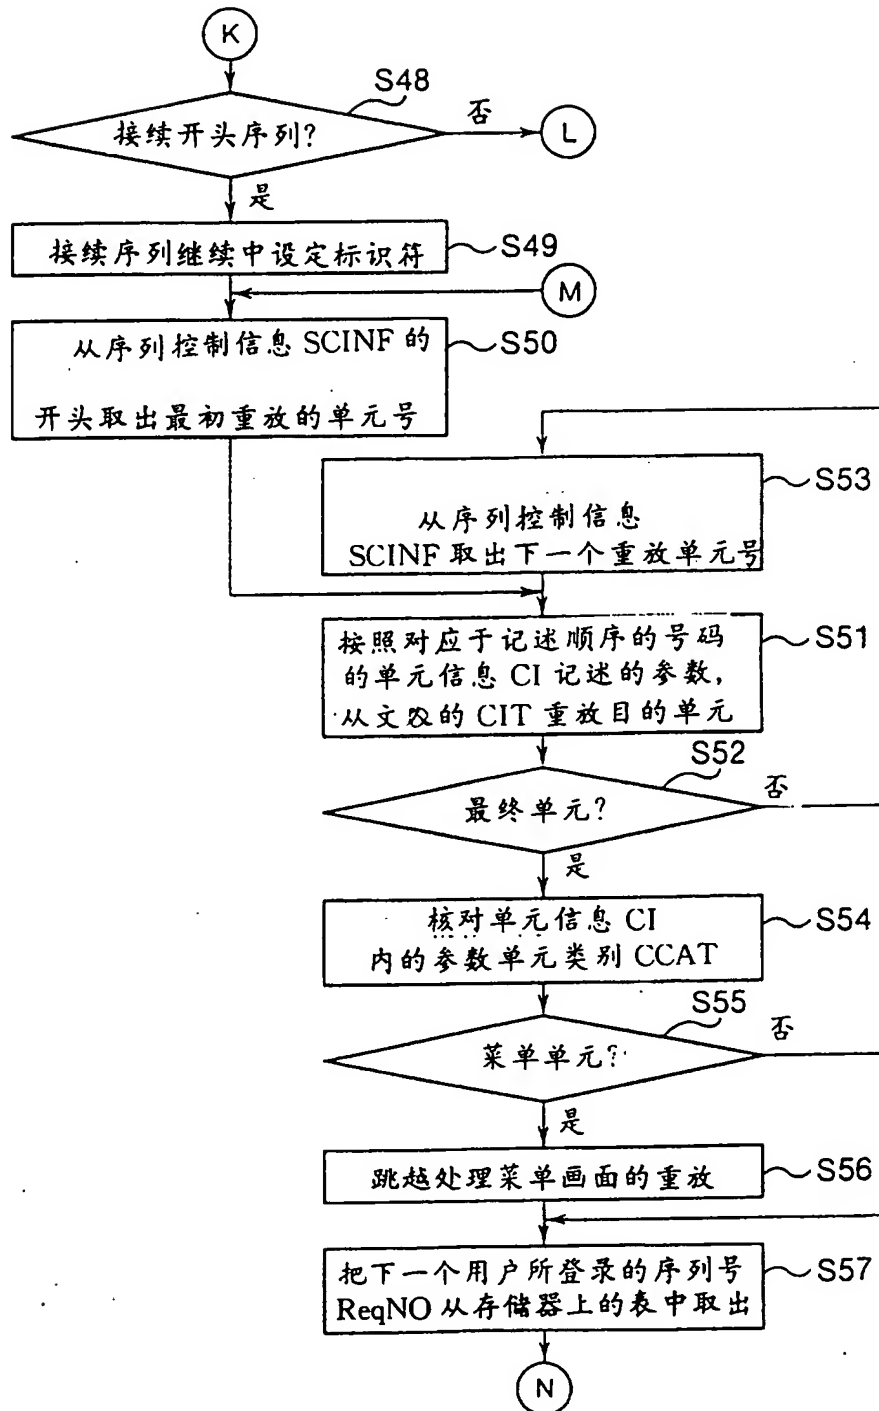 K
S48
接续开头序列?
否
L
是
接续序列继续中设定标识符
S49
M
从序列控制信息 SCINF 的
开头取出最初重放的单元号
S50
S53
从序列控制信息
SCINF 取出下一个重放单元号
按照对应于记述顺序的号码
的单元信息 CI 记述的参数,
从文的 CIT 重放目的单元
S51
S52
最终单元?
否
是
核对单元信息 CI
内的参数单元类别 CCAT
S54
S55
菜单单元?
否
是
跳越处理菜单画面的重放
S56
把下一个用户所登录的序列号
ReqNO 从存储器上的表中取出
S57
N